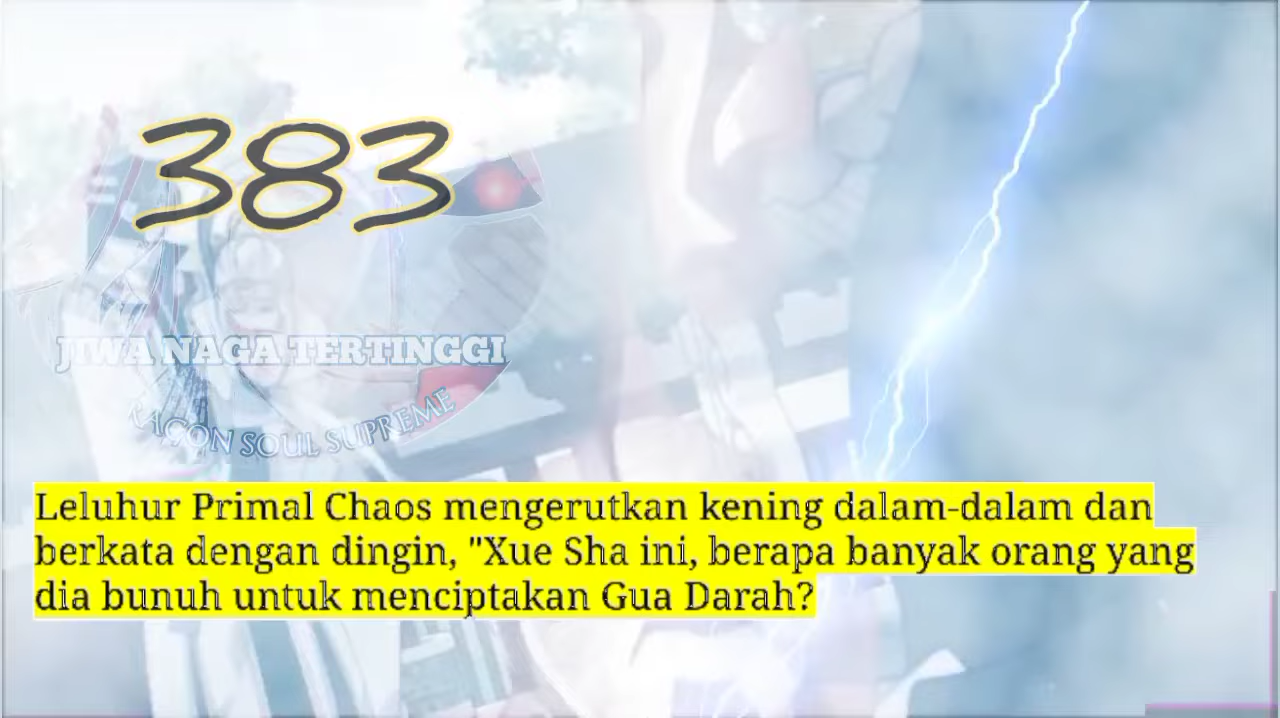 383
JIWA NAGA TERTINGGI
SOUL SUPREME
Leluhur Primal Chaos mengerutkan kening dalam-dalam dan
berkata dengan dingin, "Xue Sha ini, berapa banyak orang yang
dia bunuh untuk menciptakan Gua Darah?